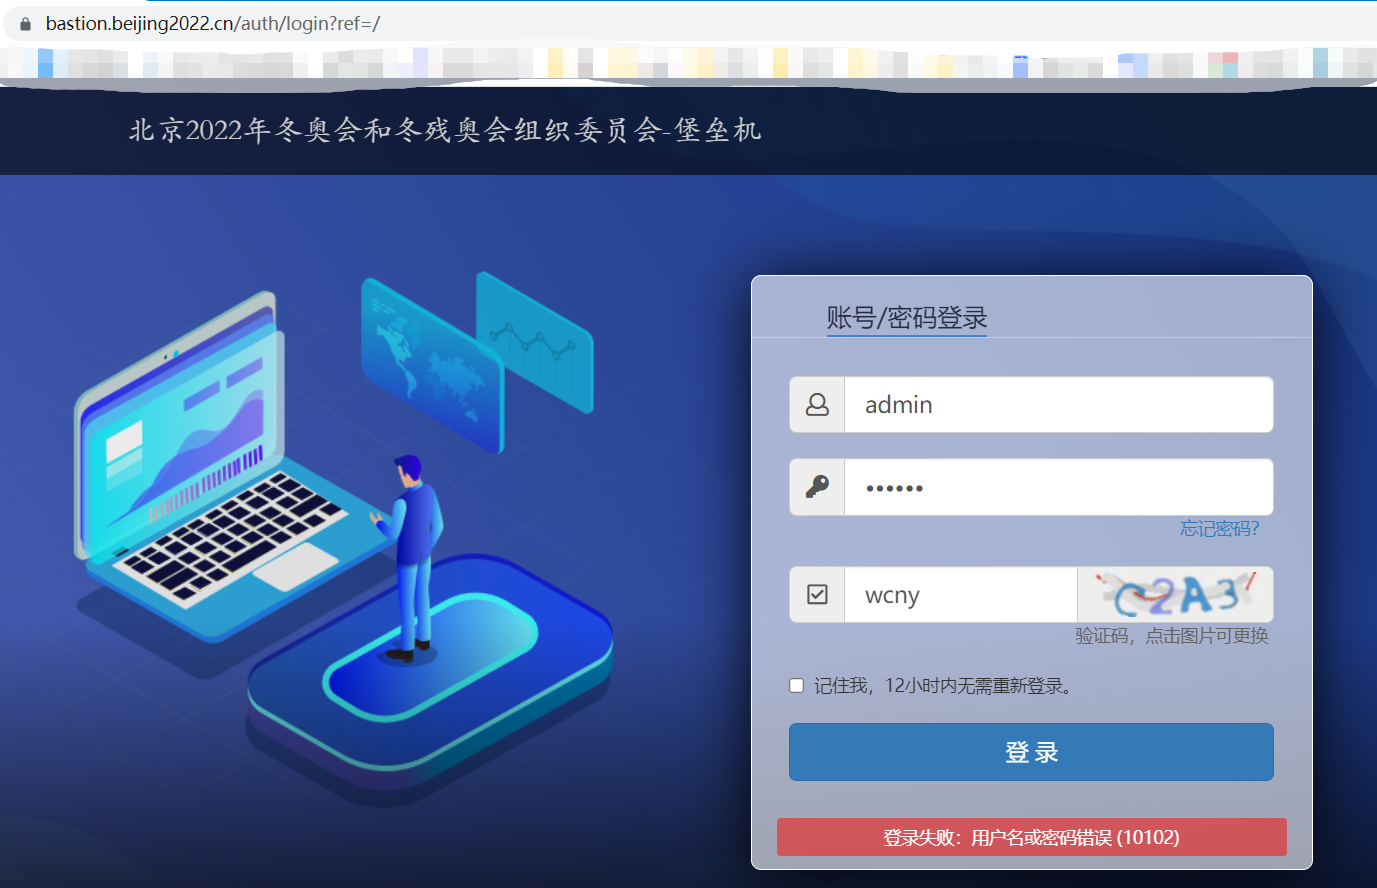 bastion.beijing2022.cn/auth/login?ref=/
北京2022年冬奥会和冬残奥会组织委员会-堡垒机
账号/密码登录
admin
••••••
忘记密码?
wcny
C2A3
验证码，点击图片可更换
记住我，12小时内无需重新登录。
登 录
登录失败：用户名或密码错误 (10102)